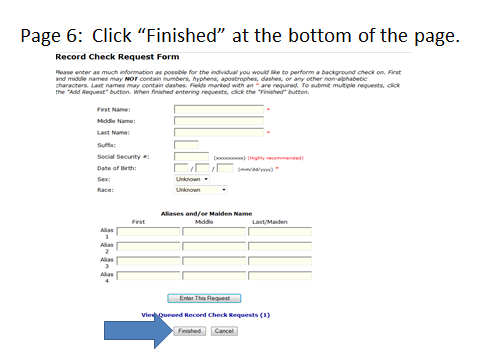 Page 6: Click “Finished” at the bottom of the page.
Record Check Request Form
Please enter as much information as possible for the individual you would like to perform a background check on. First
and middle names may NOT contain numbers, hyphens, apostrophes, dashes, or any other non-alphabetic
characters. Last names may contain dashes. Fields marked with an * are required. To submit multiple requests, click
the "Add Request" button. When finished entering requests, click the "Finished" button.
First Name: *
Middle Name:
Last Name: *
Suffix:
Social Security #: (xxxxxxxxx) (Highly recommended)
Date of Birth: / / (mm/dd/yyyy) *
Sex: Unknown
Race: Unknown
Aliases and/or Maiden Name
First Middle Last/Maiden
Alias
1
Alias
2
Alias
3
Alias
4
Enter This Request
View Queued Record Check Requests (1)
Finished Cancel